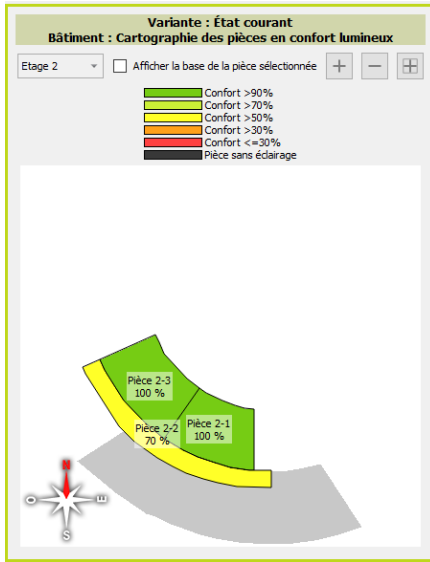 Variante : État courant
Bâtiment : Cartographie des pièces en confort lumineux
Etage 2
Afficher la base de la pièce sélectionnée
Confort >90%
Confort >70%
Confort >50%
Confort >30%
Confort <=30%
Pièce sans éclairage
Pièce 2-3
100 %
Pièce 2-1
100 %
Pièce 2-2
70 %
N
O
E
S